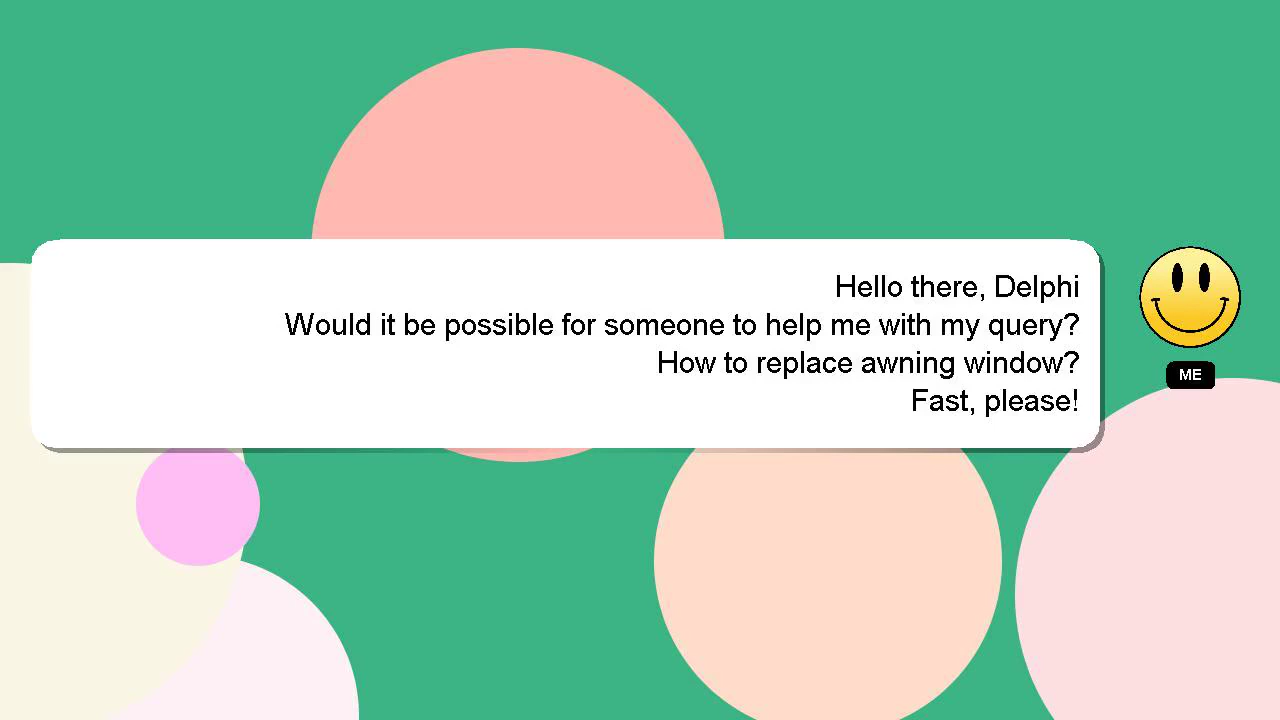 Hello there, Delphi
Would it be possible for someone to help me with my query?
How to replace awning window?
Fast, please!
ME